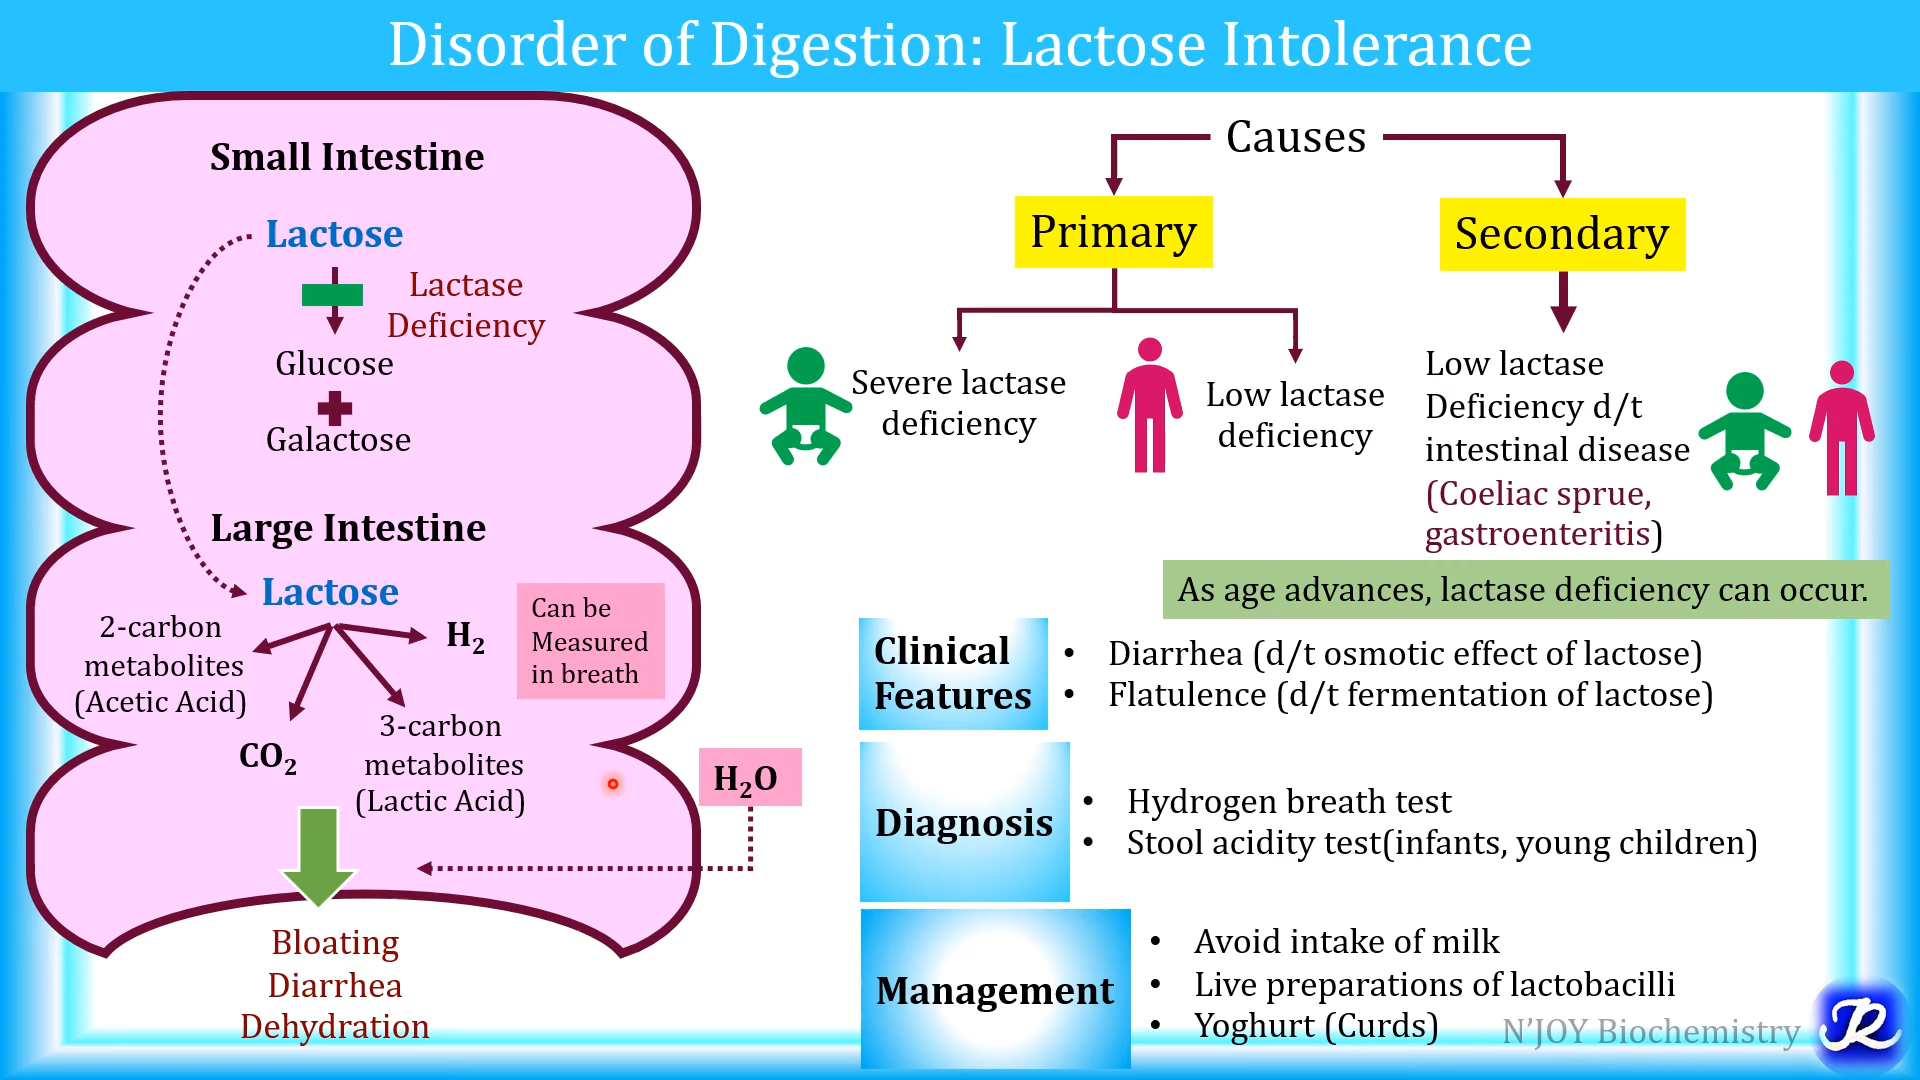 Disorder of Digestion: Lactose Intolerance
Small Intestine
Lactose
Lactase
Deficiency
Glucose
Galactose
Large Intestine
Lactose
2-carbon
metabolites
(Acetic Acid)
CO₂
3-carbon
metabolites
(Lactic Acid)
H₂
Can be
Measured
in breath
H₂O
Bloating
Diarrhea
Dehydration
Causes
Primary
Secondary
Severe lactase
deficiency
Low lactase
deficiency
Low lactase
Deficiency d/t
intestinal disease
(Coeliac sprue,
gastroenteritis)
As age advances, lactase deficiency can occur.
Clinical
Features
• Diarrhea (d/t osmotic effect of lactose)
• Flatulence (d/t fermentation of lactose)
Diagnosis
• Hydrogen breath test
• Stool acidity test(infants, young children)
Management
• Avoid intake of milk
• Live preparations of lactobacilli
• Yoghurt (Curds)
N'JOY Biochemistry